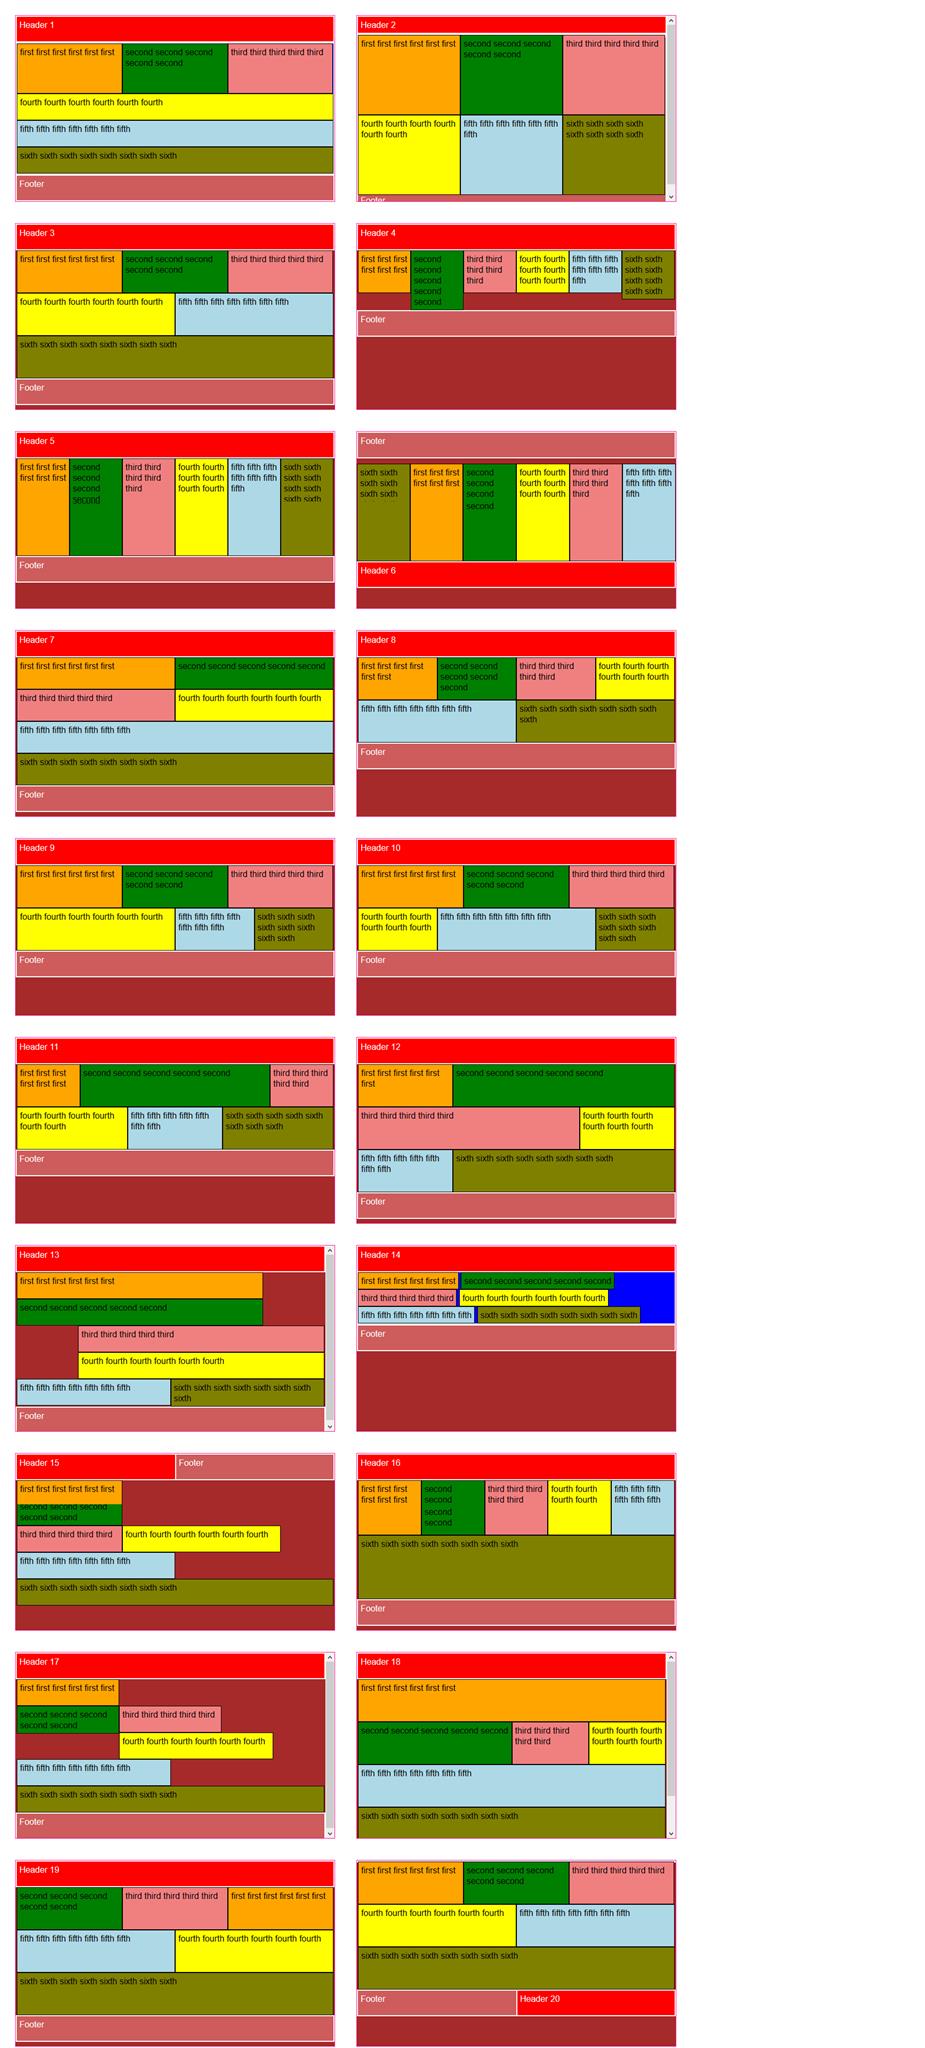 Header 1
first first first first first first
second second second
second second
third third third third third
fourth fourth fourth fourth fourth fourth
fifth fifth fifth fifth fifth fifth fifth
sixth sixth sixth sixth sixth sixth sixth sixth
Footer
Header 2
first first first first first first
second second second
second second
third third third third third
fourth fourth fourth fourth
fourth fourth
fifth fifth fifth fifth fifth fifth
fifth
sixth sixth sixth sixth
sixth sixth sixth sixth
Footer
Header 3
first first first first first first
second second second
second second
third third third third third
fourth fourth fourth fourth fourth fourth
fifth fifth fifth fifth fifth fifth fifth
sixth sixth sixth sixth sixth sixth sixth sixth
Footer
Header 4
first first first
first first first
second
second
second
second
second
third third
third third
third
fourth fourth
fourth fourth
fourth fourth
fifth fifth fifth
fifth fifth fifth
fifth
sixth sixth
sixth sixth
sixth sixth
sixth sixth
Footer
Header 5
first first first
first first first
second
second
second
second
third third
third third
third
fourth fourth
fourth fourth
fourth fourth
fifth fifth fifth
fifth fifth fifth
fifth
sixth sixth
sixth sixth
sixth sixth
sixth sixth
Footer
Footer
sixth sixth
sixth sixth
sixth sixth
first first first
first first first
second
second
second
second
fourth fourth
fourth fourth
fourth fourth
third third
third third
third
fifth fifth fifth
fifth fifth fifth
fifth
Header 6
Header 7
first first first first first first
second second second second second
third third third third third
fourth fourth fourth fourth fourth fourth
fifth fifth fifth fifth fifth fifth fifth
sixth sixth sixth sixth sixth sixth sixth sixth
Footer
Header 8
first first first first
first first
second second
second second
second
third third third
third third
fourth fourth fourth
fourth fourth fourth
fifth fifth fifth fifth fifth fifth fifth
sixth sixth sixth sixth sixth sixth sixth
sixth
Footer
Header 9
first first first first first first
second second second
second second
third third third third third
fourth fourth fourth fourth fourth fourth
fifth fifth fifth fifth
fifth fifth fifth
sixth sixth sixth
sixth sixth sixth
sixth sixth
Footer
Header 10
first first first first first first
second second second
second second
third third third third third
fourth fourth fourth
fourth fourth fourth
fifth fifth fifth fifth fifth fifth fifth
sixth sixth sixth
sixth sixth sixth
sixth sixth
Footer
Header 11
first first first
first first first
second second second second second
third third third
third third
fourth fourth fourth fourth
fourth fourth
fifth fifth fifth fifth fifth
fifth fifth
sixth sixth sixth sixth sixth
sixth sixth sixth
Footer
Header 12
first first first first first
first
second second second second second
third third third third third
fourth fourth fourth
fourth fourth fourth
fifth fifth fifth fifth fifth
fifth fifth
sixth sixth sixth sixth sixth sixth sixth sixth
Footer
Header 13
first first first first first first
second second second second second
third third third third third
fourth fourth fourth fourth fourth fourth
fifth fifth fifth fifth fifth fifth fifth
sixth sixth sixth sixth sixth sixth sixth
sixth
Footer
Header 14
first first first first first first
second second second second second
third third third third third
fourth fourth fourth fourth fourth fourth
fifth fifth fifth fifth fifth fifth fifth
sixth sixth sixth sixth sixth sixth sixth sixth
Footer
Header 15
Footer
first first first first first first
second second second
second second
third third third third third
fourth fourth fourth fourth fourth fourth
fifth fifth fifth fifth fifth fifth fifth
sixth sixth sixth sixth sixth sixth sixth sixth
Header 16
first first first
first first first
second
second
second
second
third third third
third third
fourth fourth
fourth fourth
fifth fifth fifth
fifth fifth fifth
sixth sixth sixth sixth sixth sixth sixth sixth
Footer
Header 17
first first first first first first
second second second
second second
third third third third third
fourth fourth fourth fourth fourth fourth
fifth fifth fifth fifth fifth fifth fifth
sixth sixth sixth sixth sixth sixth sixth sixth
Footer
Header 18
first first first first first first
second second second second second
third third third
third third
fourth fourth fourth
fourth fourth fourth
fifth fifth fifth fifth fifth fifth fifth
sixth sixth sixth sixth sixth sixth sixth sixth
Header 19
second second second
second second
third third third third third
first first first first first first
fifth fifth fifth fifth fifth fifth fifth
fourth fourth fourth fourth fourth fourth
sixth sixth sixth sixth sixth sixth sixth sixth
Footer
first first first first first first
second second second
second second
third third third third third
fourth fourth fourth fourth fourth fourth
fifth fifth fifth fifth fifth fifth fifth
sixth sixth sixth sixth sixth sixth sixth sixth
Footer
Header 20